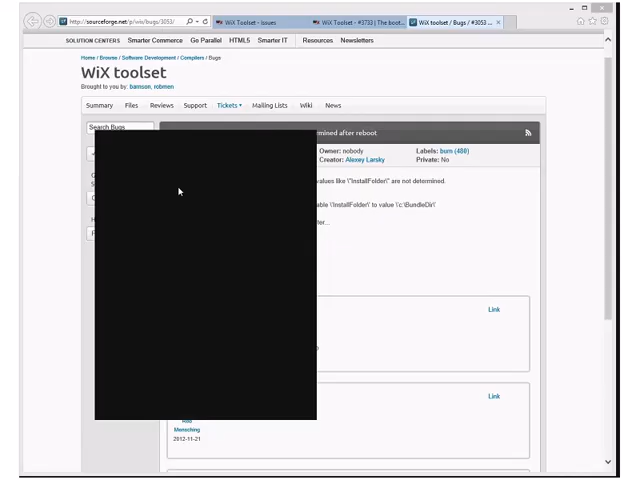 http://sourceforge.net/p/wix/bugs/3053/
WiX Toolset - Issues
WiX Toolset - #3733 | The boot...
WiX toolset / Bugs / #3053 ...
SOLUTION CENTERS Smarter Commerce Go Parallel HTML5 Smarter IT Resources Newsletters
Home / Browse / Software Development / Compilers / Bugs
WiX toolset
Brought to you by: barnson, robmen
Summary Files Reviews Support Tickets Mailing Lists Wiki News
Search Bugs
rmined after reboot
Owner: nobody Labels: burn (480)
Creator: Alexey Larsky Private: No
values like \"InstallFolder\" are not determined.
able \'InstallFolder\' to value \'c:\BundleDir\'
ter...
Link
Link
Rob
Mensching
2012-11-21